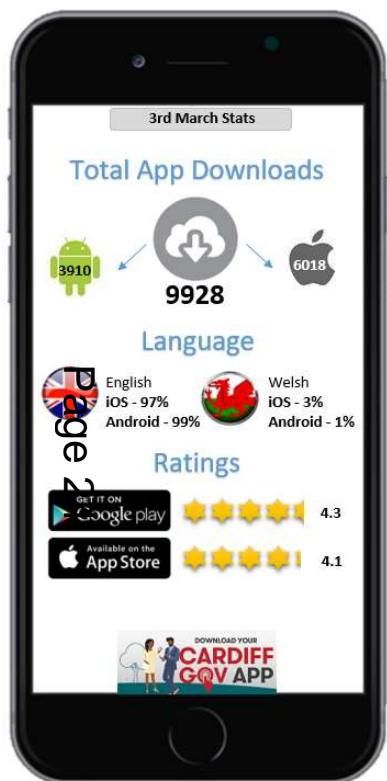 3rd March Stats
Total App Downloads
3910
6018
9928
Language
English
iOS - 97%
Android - 99%
Welsh
iOS - 3%
Android - 1%
Page 2
Ratings
GET IT ON
Google play
4.3
Available on the
App Store
4.1
DOWNLOAD YOUR
CARDIFF
GOV APP